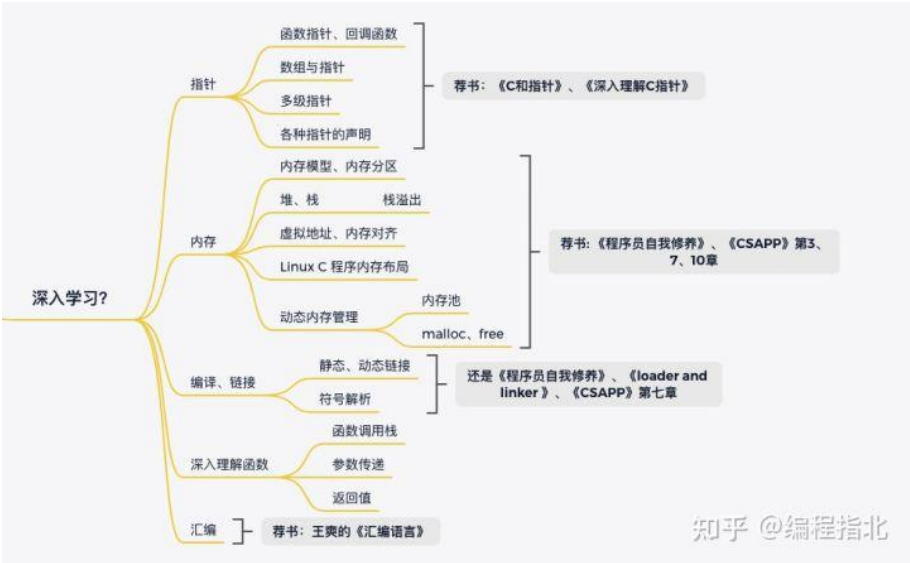 函数指针、回调函数
数组与指针
指针
荐书：《C和指针》、《深入理解C指针》
多级指针
各种指针的声明
内存模型、内存分区
堆、栈
栈溢出
内存
虚拟地址、内存对齐
荐书:《程序员自我修养》、《CSAPP》第3、
7、10章
Linux C 程序内存布局
深入学习?
内存池
动态内存管理
malloc、free
静态、动态链接
编译、链接
还是《程序员自我修养》、《loader and
linker 》、《CSAPP》第七章
符号解析
函数调用栈
深入理解函数
参数传递
返回值
汇编
荐书：王爽的《汇编语言》
知乎 @编程指北